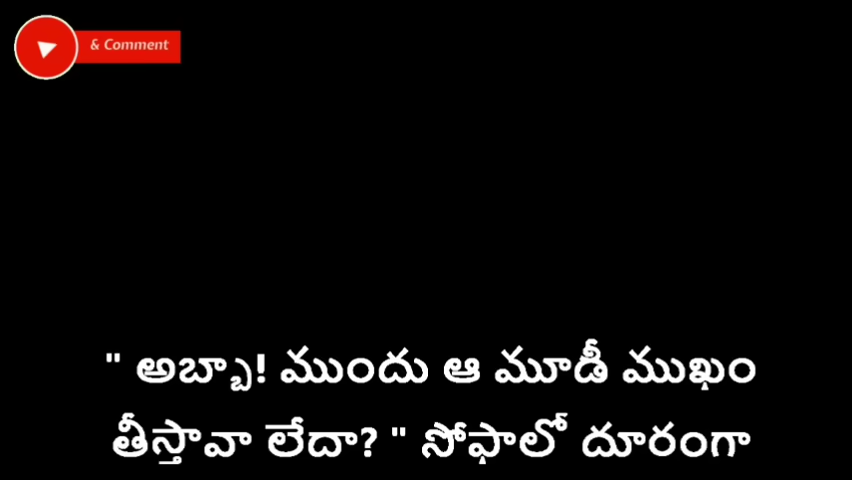 & Comment
" అబ్బా! ముందు ఆ మూడీ ముఖం
తీస్తావా లేదా? " సోఫాలో దూరంగా